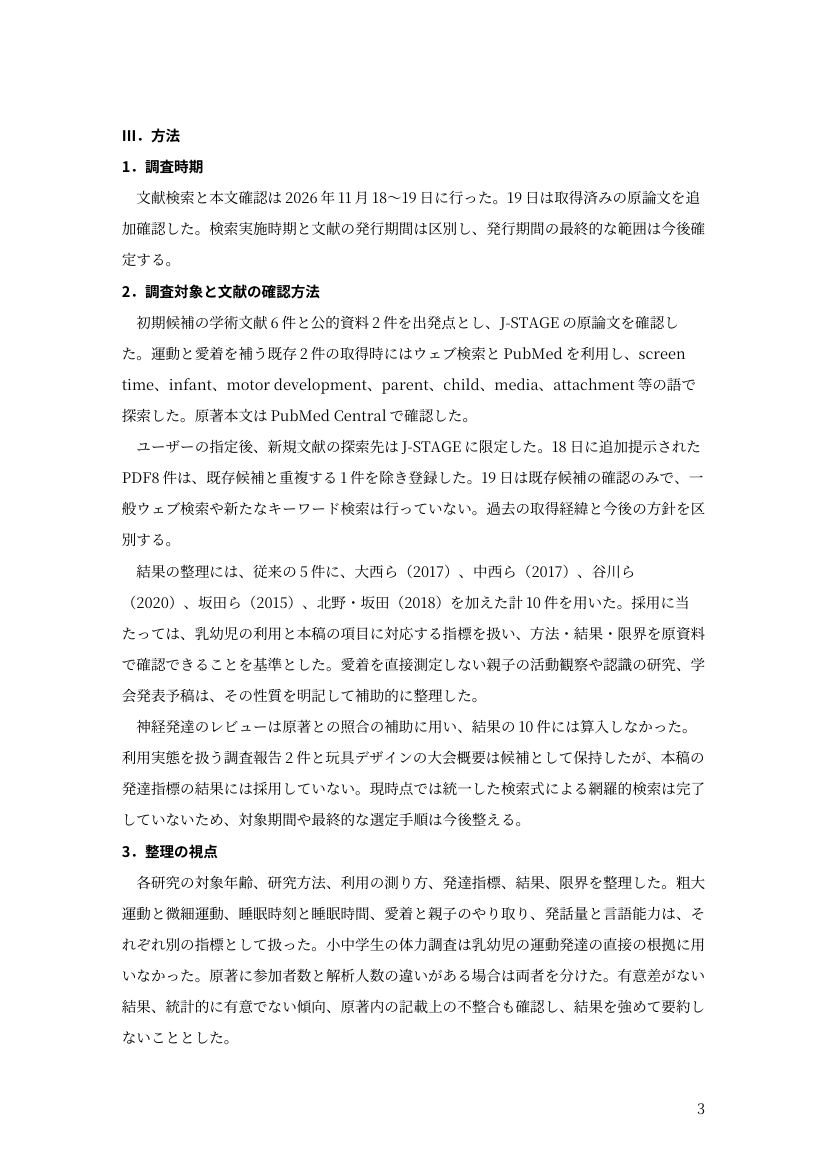 III．方法
1．調査時期
文献検索と本文確認は 2026 年 11 月 18～19 日に行った。19 日は取得済みの原論文を追
加確認した。検索実施時期と文献の発行期間は区別し、発行期間の最終的な範囲は今後確
定する。
2．調査対象と文献の確認方法
初期候補の学術文献 6 件と公的資料 2 件を出発点とし、J-STAGE の原論文を確認し
た。運動と愛着を補う既存 2 件の取得時にはウェブ検索と PubMed を利用し、screen
time、infant、motor development、parent、child、media、attachment 等の語で
探索した。原著本文は PubMed Central で確認した。
ユーザーの指定後、新規文献の探索先は J-STAGE に限定した。18 日に追加提示された
PDF8 件は、既存候補と重複する 1 件を除き登録した。19 日は既存候補の確認のみで、一
般ウェブ検索や新たなキーワード検索は行っていない。過去の取得経緯と今後の方針を区
別する。
結果の整理には、従来の 5 件に、大西ら（2017）、中西ら（2017）、谷川ら
（2020）、坂田ら（2015）、北野・坂田（2018）を加えた計 10 件を用いた。採用に当
たっては、乳幼児の利用と本稿の項目に対応する指標を扱い、方法・結果・限界を原資料
で確認できることを基準とした。愛着を直接測定しない親子の活動観察や認識の研究、学
会発表予稿は、その性質を明記して補助的に整理した。
神経発達のレビューは原著との照合の補助に用い、結果の 10 件には算入しなかった。
利用実態を扱う調査報告 2 件と玩具デザインの大会概要は候補として保持したが、本稿の
発達指標の結果には採用していない。現時点では統一した検索式による網羅的検索は完了
していないため、対象期間や最終的な選定手順は今後整える。
3．整理の視点
各研究の対象年齢、研究方法、利用の測り方、発達指標、結果、限界を整理した。粗大
運動と微細運動、睡眠時刻と睡眠時間、愛着と親子のやり取り、発話量と言語能力は、そ
れぞれ別の指標として扱った。小中学生の体力調査は乳幼児の運動発達の直接の根拠に用
いなかった。原著に参加者数と解析人数の違いがある場合は両者を分けた。有意差がない
結果、統計的に有意でない傾向、原著内の記載上の不整合も確認し、結果を強めて要約し
ないこととした。
3